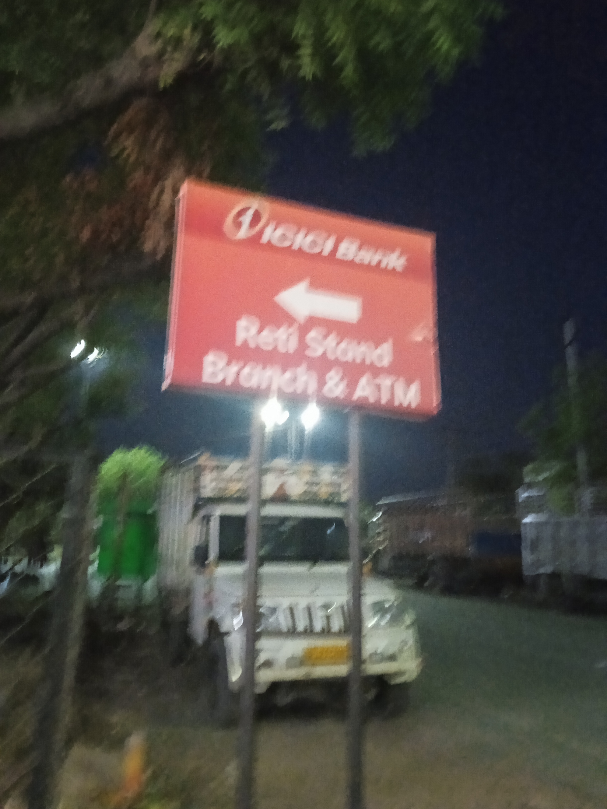 ICICI Bank
Reti Stand
Branch & ATM